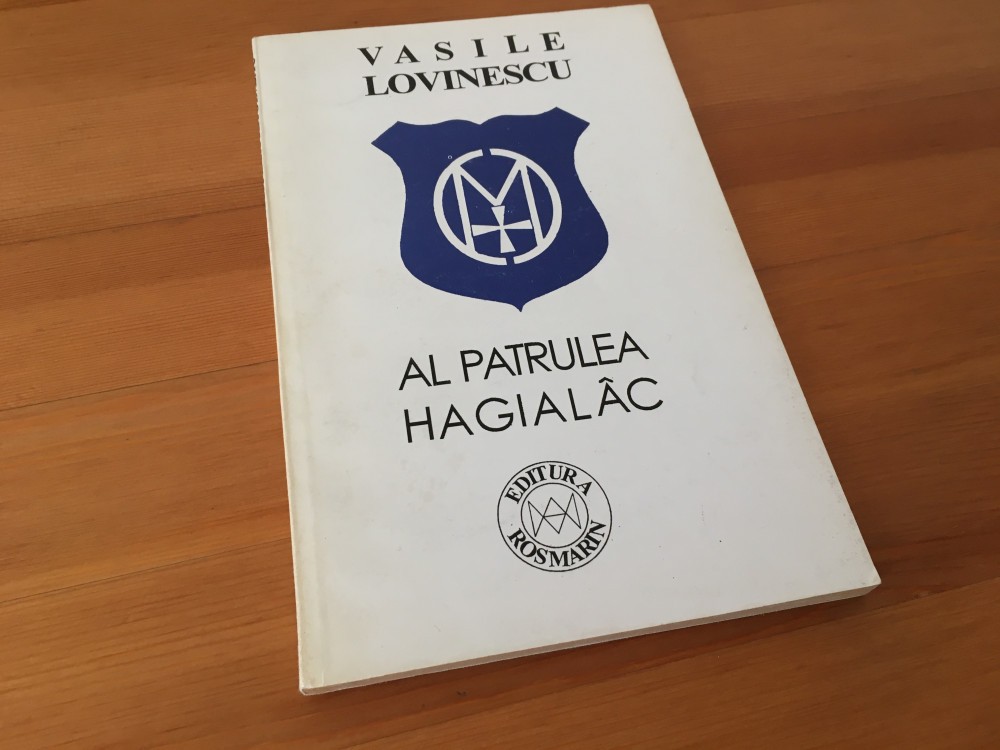 VASILE
LOVINESCU
M
AL PATRULEA
HAGIALÂC
EDITURA
ROSMARIN